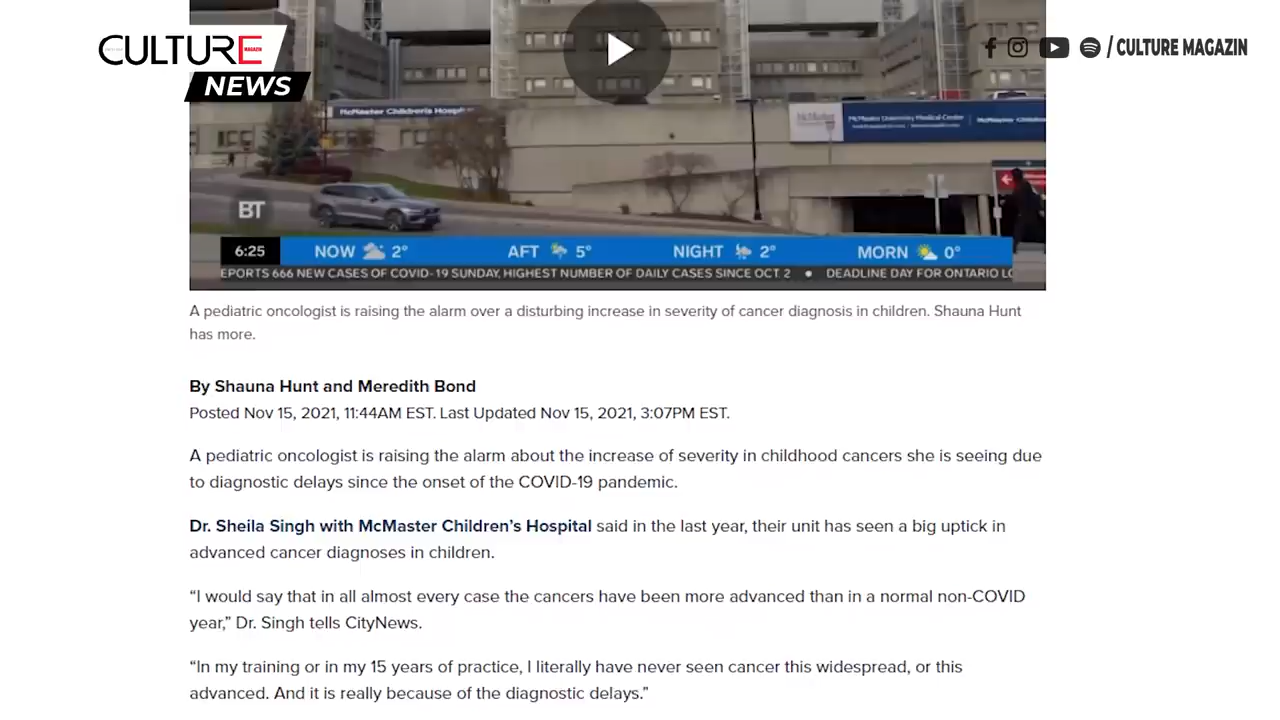 CULTURE
MAGAZIN
NEWS
/ CULTURE MAGAZIN
McMaster Children's Hospital
McMaster
McMaster University Medical Center
BT
6:25 NOW 2° AFT 5° NIGHT 2° MORN 0°
EPORTS 666 NEW CASES OF COVID-19 SUNDAY, HIGHEST NUMBER OF DAILY CASES SINCE OCT 2 • DEADLINE DAY FOR ONTARIO LO
A pediatric oncologist is raising the alarm over a disturbing increase in severity of cancer diagnosis in children. Shauna Hunt
has more.
By Shauna Hunt and Meredith Bond
Posted Nov 15, 2021, 11:44AM EST. Last Updated Nov 15, 2021, 3:07PM EST.
A pediatric oncologist is raising the alarm about the increase of severity in childhood cancers she is seeing due
to diagnostic delays since the onset of the COVID-19 pandemic.
Dr. Sheila Singh with McMaster Children’s Hospital said in the last year, their unit has seen a big uptick in
advanced cancer diagnoses in children.
“I would say that in all almost every case the cancers have been more advanced than in a normal non-COVID
year,” Dr. Singh tells CityNews.
“In my training or in my 15 years of practice, I literally have never seen cancer this widespread, or this
advanced. And it is really because of the diagnostic delays.”